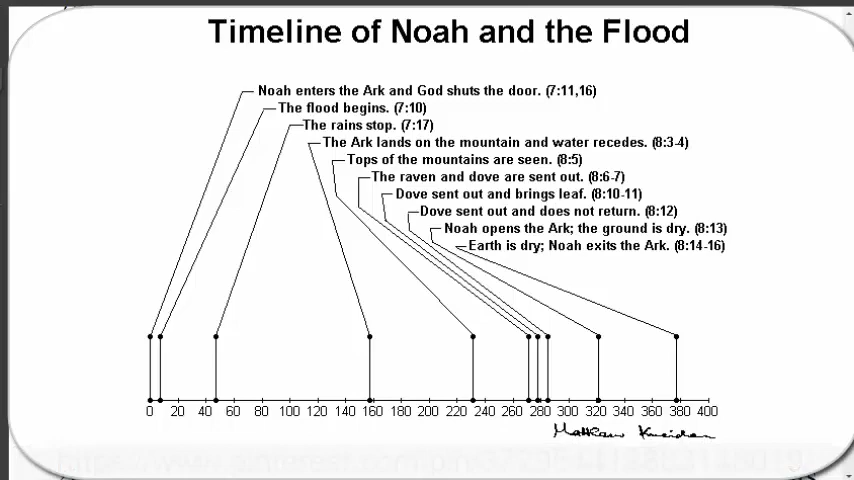 Timeline of Noah and the Flood
Noah enters the Ark and God shuts the door. (7:11,16)
The flood begins. (7:10)
The rains stop. (7:17)
The Ark lands on the mountain and water recedes. (8:3-4)
Tops of the mountains are seen. (8:5)
The raven and dove are sent out. (8:6-7)
Dove sent out and brings leaf. (8:10-11)
Dove sent out and does not return. (8:12)
Noah opens the Ark; the ground is dry. (8:13)
Earth is dry; Noah exits the Ark. (8:14-16)
0 20 40 60 80 100 120 140 160 180 200 220 240 260 280 300 320 340 360 380 400